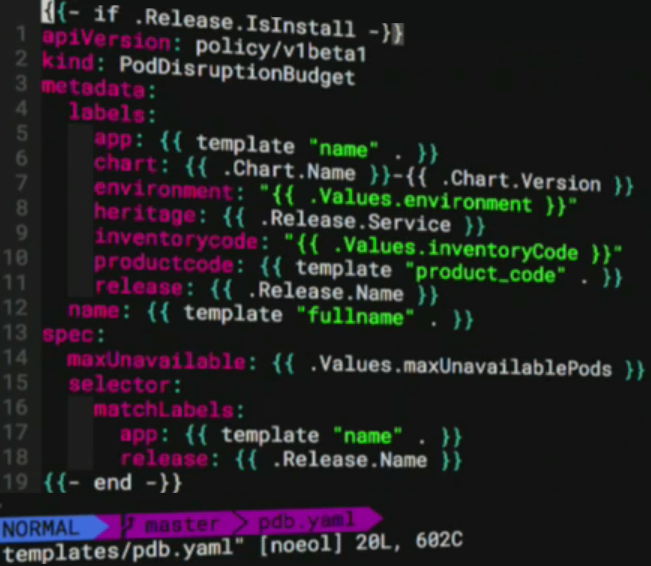 {{- if .Release.IsInstall -}}
1 apiVersion: policy/v1beta1
2 kind: PodDisruptionBudget
3 metadata:
4   labels:
5     app: {{ template "name" . }}
6     chart: {{ .Chart.Name }}-{{ .Chart.Version }}
7     environment: "{{ .Values.environment }}"
8     heritage: {{ .Release.Service }}
9     inventorycode: "{{ .Values.inventoryCode }}"
10     productcode: {{ template "product_code" . }}
11     release: {{ .Release.Name }}
12   name: {{ template "fullname" . }}
13 spec:
14   maxUnavailable: {{ .Values.maxUnavailablePods }}
15   selector:
16     matchLabels:
17       app: {{ template "name" . }}
18       release: {{ .Release.Name }}
19 {{- end -}}
NORMAL master pdb.yaml
templates/pdb.yaml" [noeol] 20L, 602C